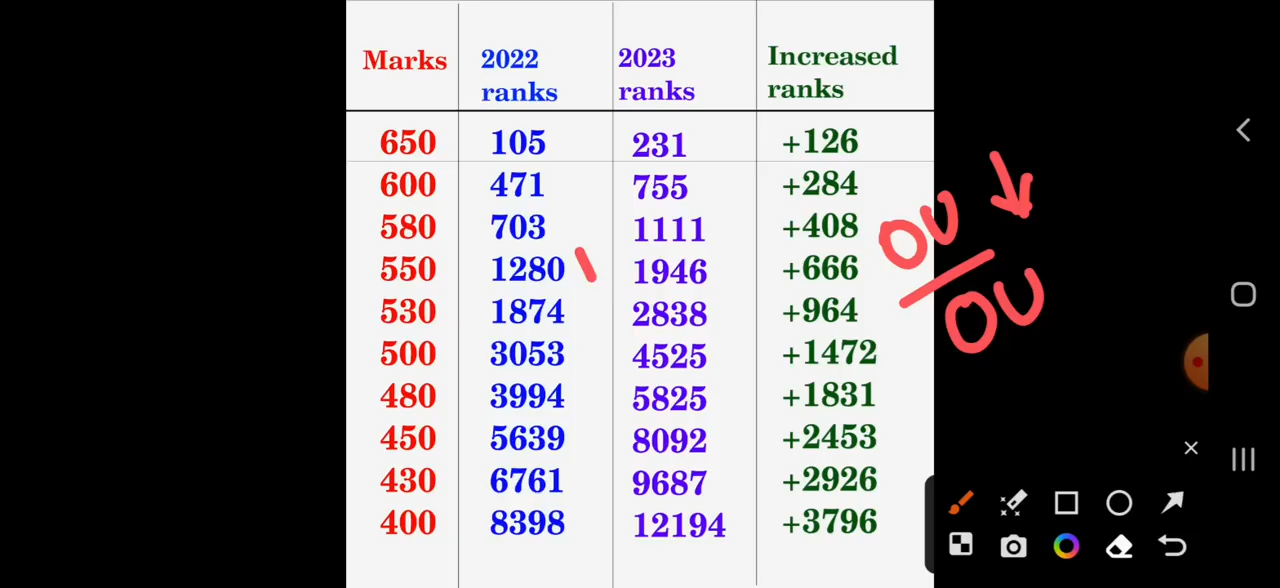 Marks 2022 ranks 2023 ranks Increased ranks
650 105 231 +126
600 471 755 +284
580 703 1111 +408
550 1280 1946 +666
530 1874 2838 +964
500 3053 4525 +1472
480 3994 5825 +1831
450 5639 8092 +2453
430 6761 9687 +2926
400 8398 12194 +3796
OU
OU